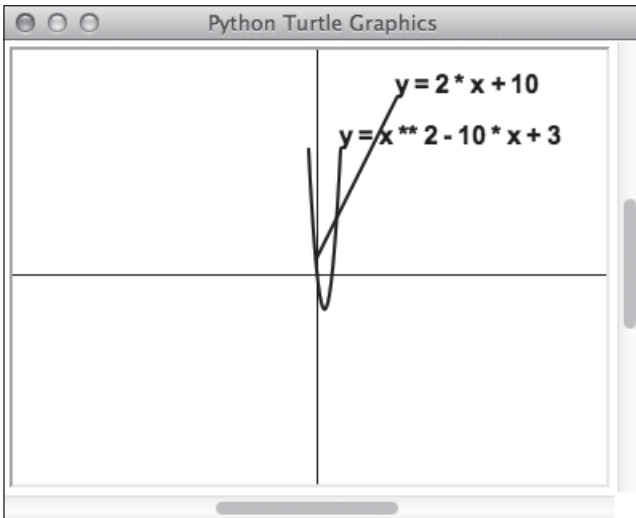 Python Turtle Graphics
y = 2 * x + 10
y = x ** 2 - 10 * x + 3